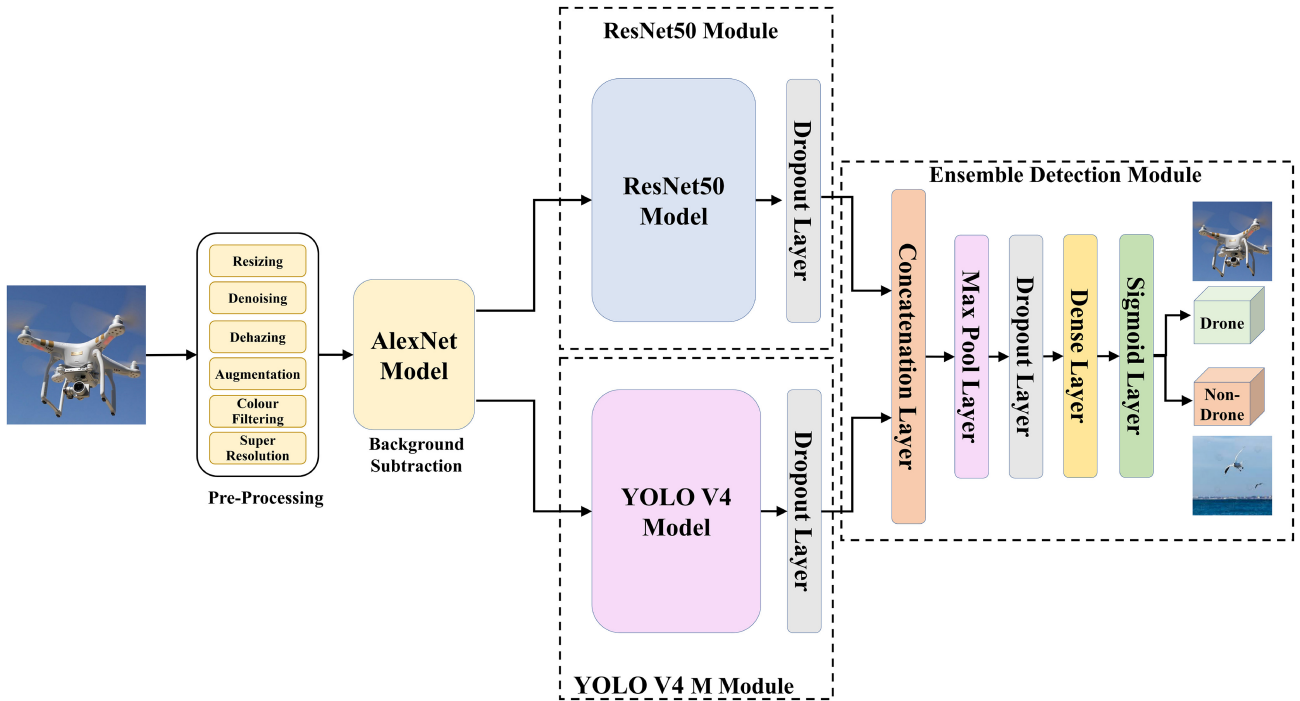 Resizing
Denoising
Dehazing
Augmentation
Colour
Filtering
Super
Resolution
Pre-Processing
AlexNet
Model
Background
Subtraction
ResNet50 Module
ResNet50
Model
Dropout Layer
YOLO V4
Model
Dropout Layer
YOLO V4 M Module
Ensemble Detection Module
Concatenation Layer
Max Pool Layer
Dropout Layer
Dense Layer
Sigmoid Layer
Drone
Non-
Drone